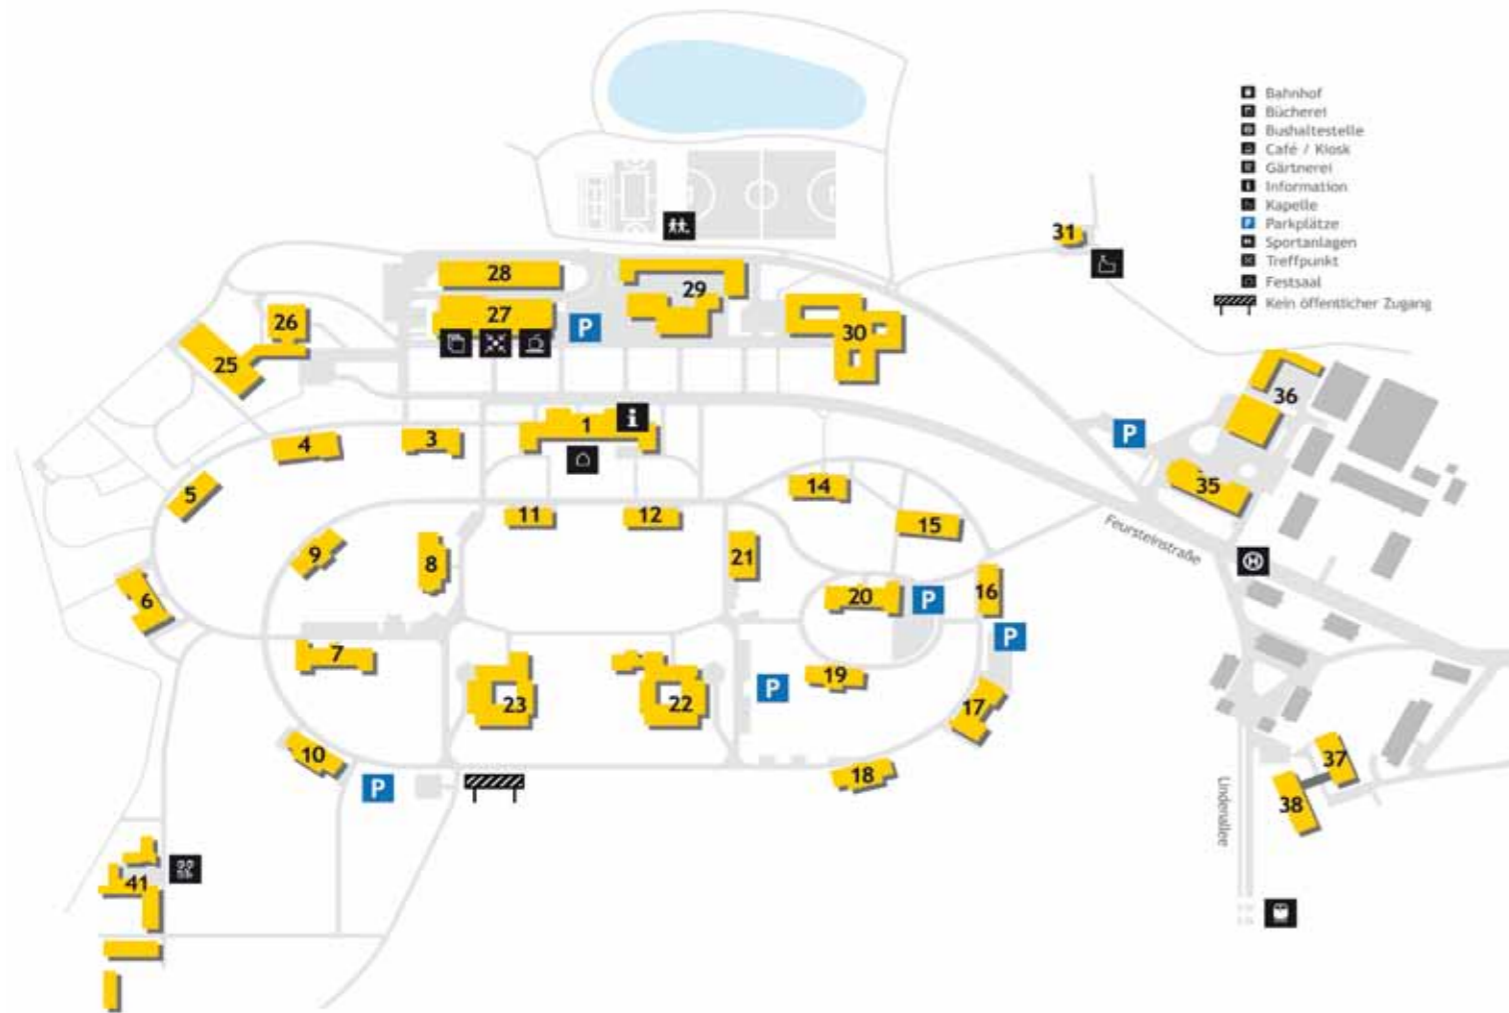 Bahnhof
Bücherei
Bushaltestelle
Café / Kiosk
Gärtnerei
Information
Kapelle
P Parkplätze
Sportanlagen
Treffpunkt
Festsaal
Kein öffentlicher Zugang
31
28
29
27
P
26
30
25
36
1 i
P
3
4
14
35
5
11
12
15
Feursteinstraße
9
8
21
H
6
20
P
16
P
7
19
P
23
22
17
10
18
37
P
38
Lindenallee
41